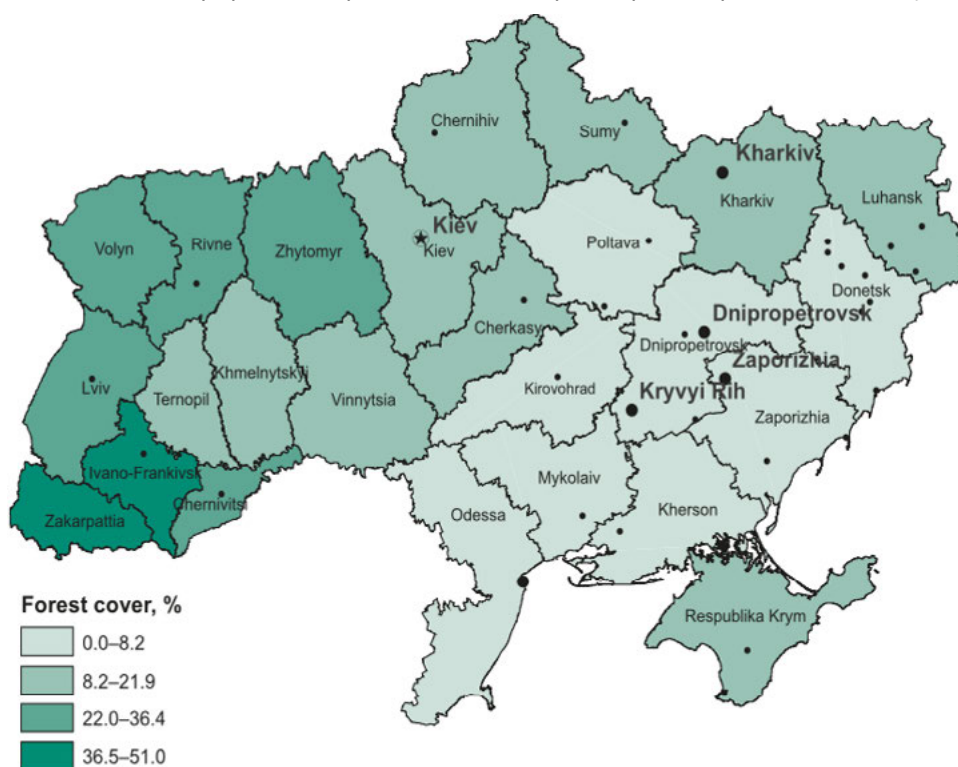 Chernihiv
Sumy
Kharkiv
Kharkiv
Luhansk
Volyn
Rivne
Zhytomyr
Kiev
Kiev
Poltava
Donetsk
Cherkasy
Dnipropetrovsk
Dnipropetrovsk
Lviv
Ternopil
Khmelnytskyi
Vinnytsia
Kirovohrad
Zaporizhia
Kryvyi Rih
Zaporizhia
Ivano-Frankivsk
Mykolaiv
Chernivitsi
Zakarpattia
Odessa
Kherson
Respublika Krym
Forest cover, %
0.0–8.2
8.2–21.9
22.0–36.4
36.5–51.0